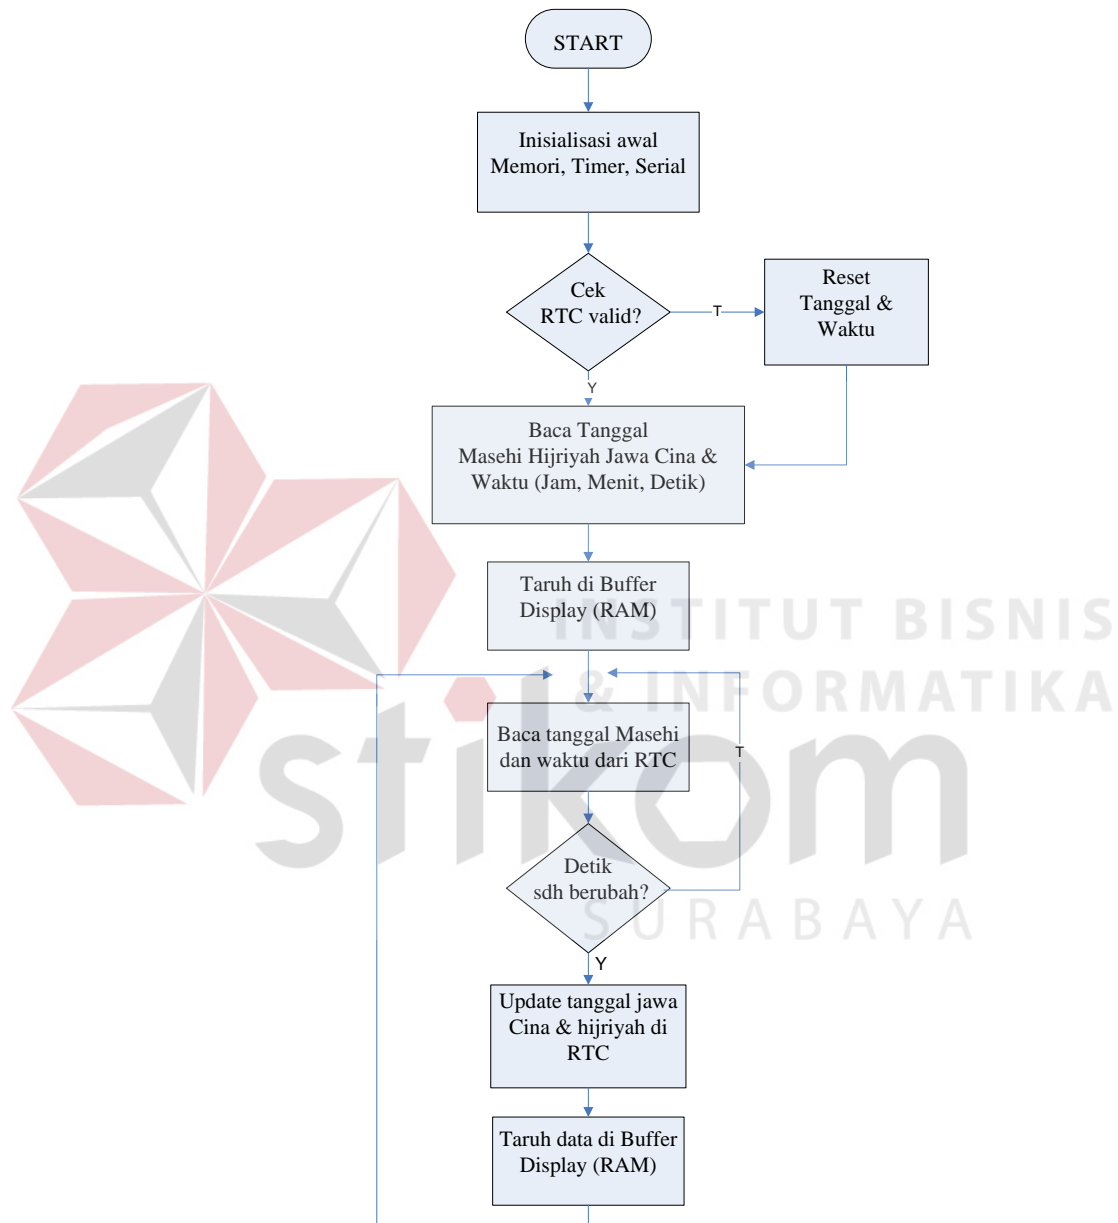 START
Inisialisasi awal
Memori, Timer, Serial
Cek
RTC valid?
T
Reset
Tanggal &
Waktu
Y
Baca Tanggal
Masehi Hijriyah Jawa Cina &
Waktu (Jam, Menit, Detik)
Taruh di Buffer
Display (RAM)
INSTITUT BISNIS
& INFORMATIKA
Baca tanggal Masehi
dan waktu dari RTC
T
stikom
Detik
sdh berubah?
SURABAYA
Y
Update tanggal jawa
Cina & hijriyah di
RTC
Taruh data di Buffer
Display (RAM)